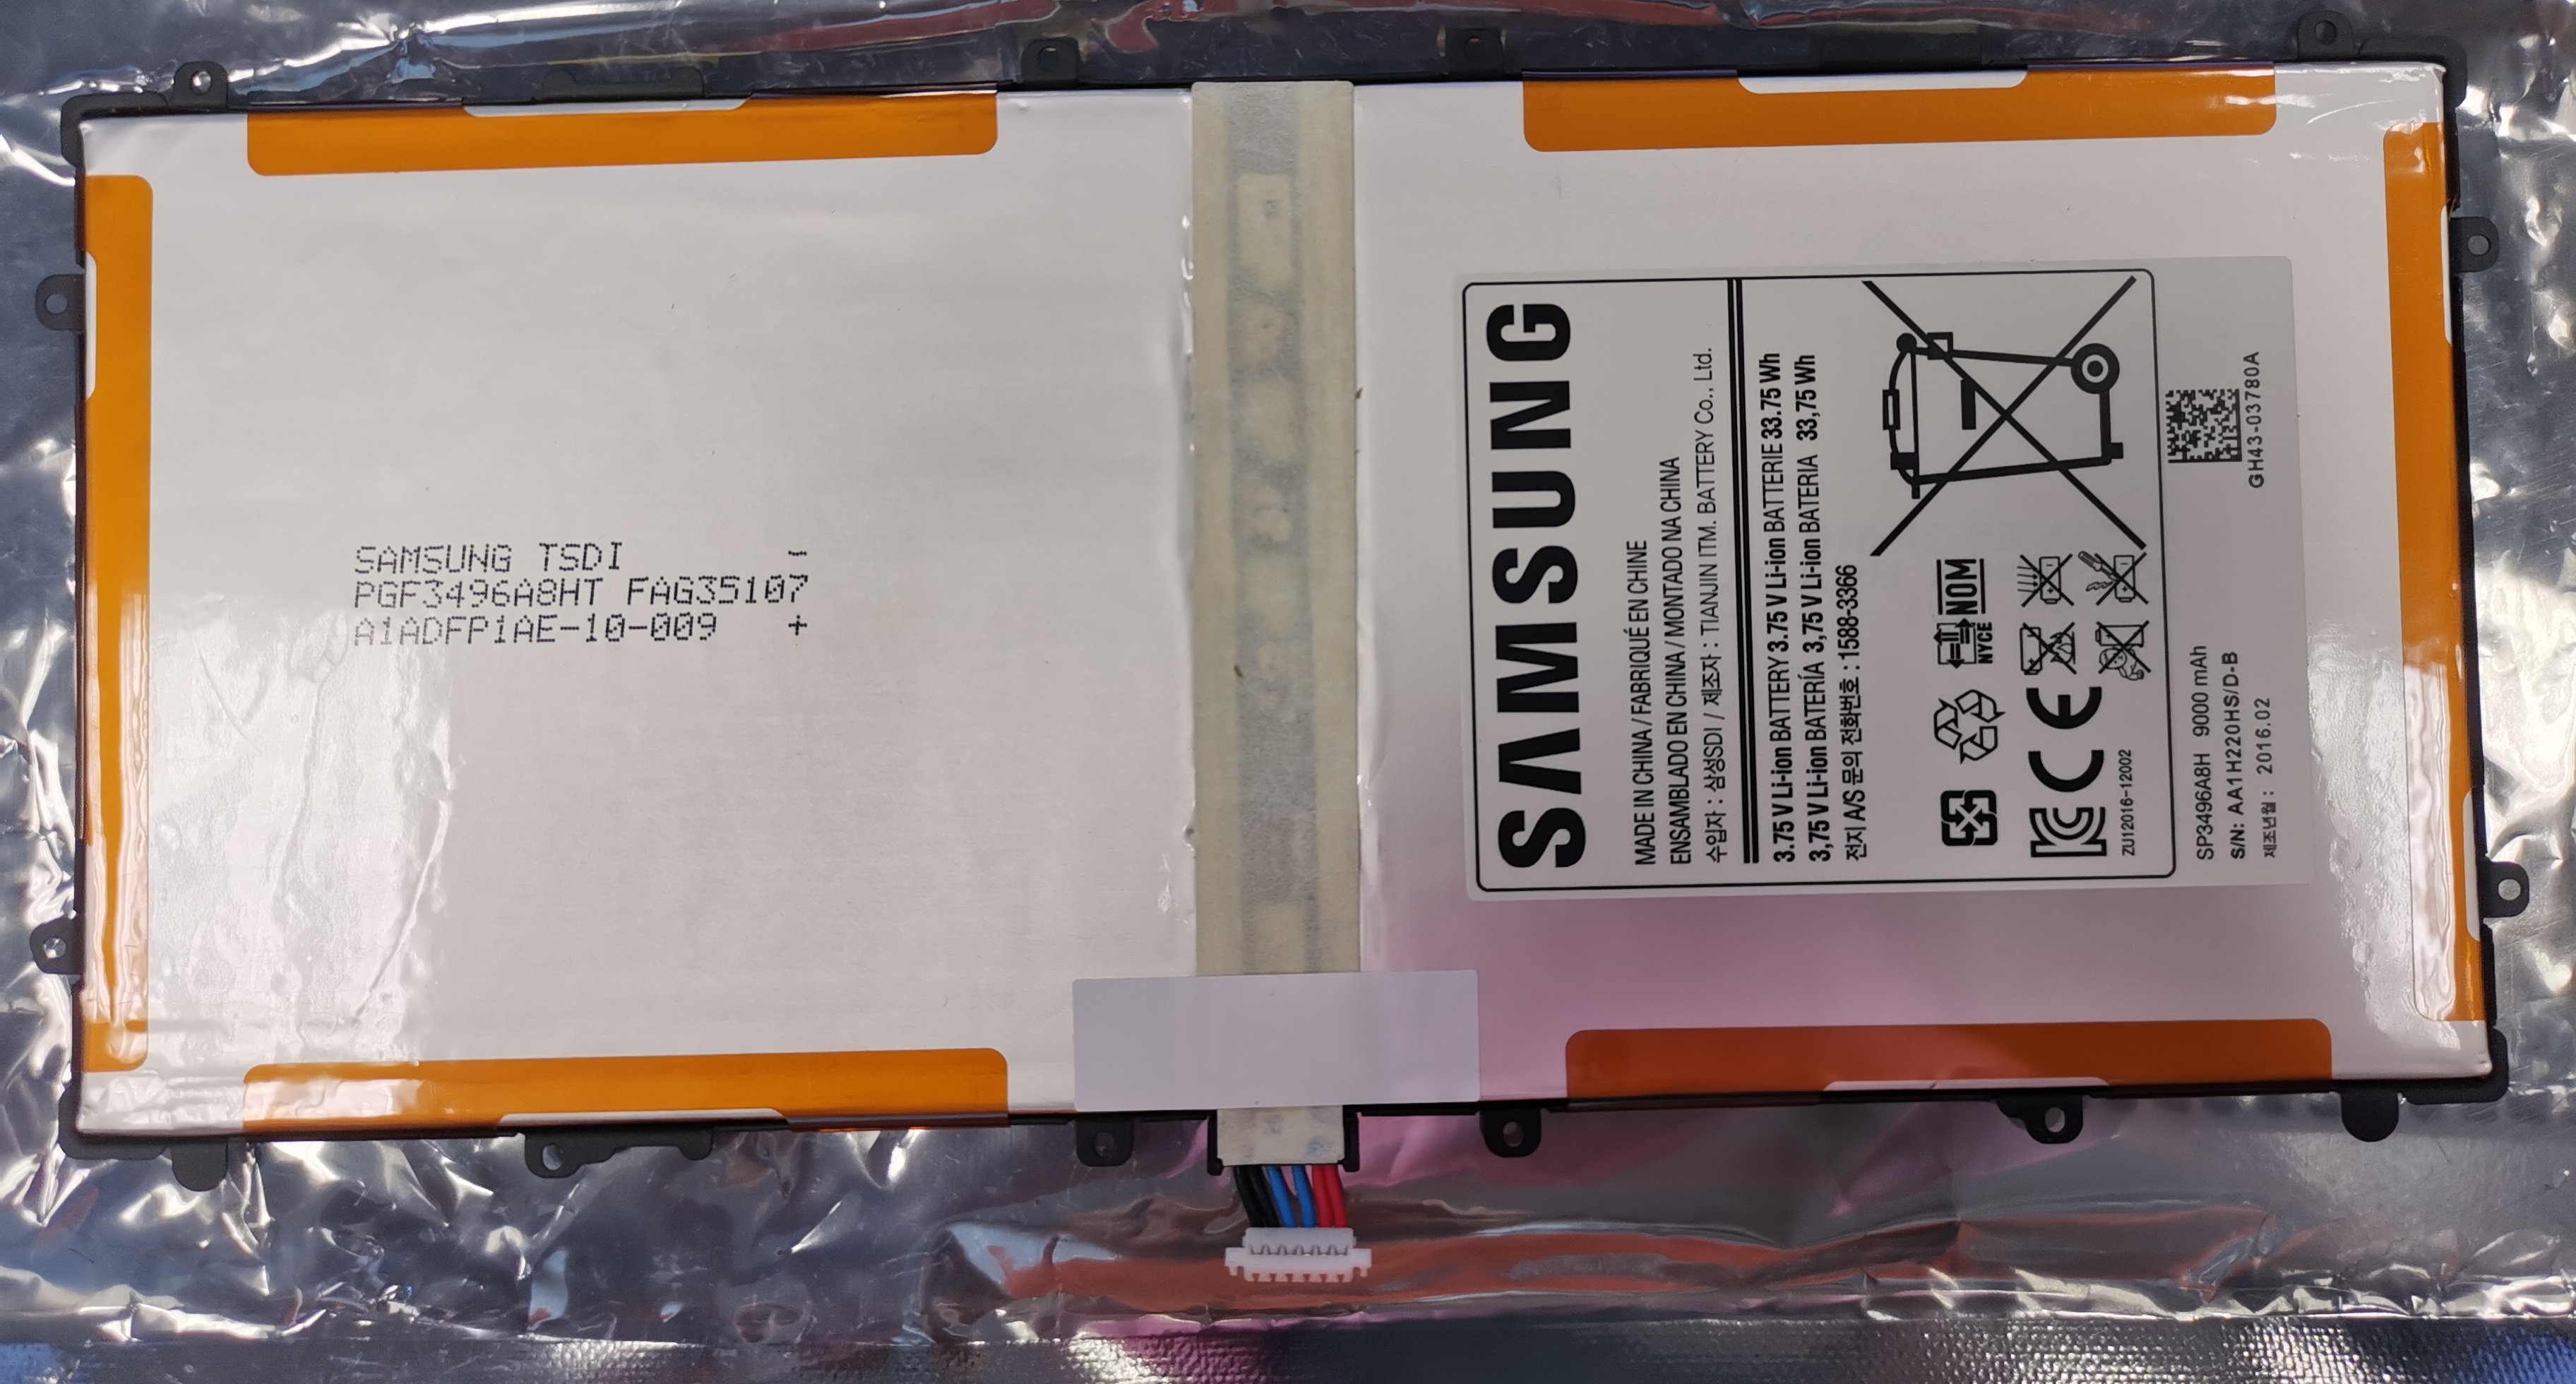 SAMSUNG TSDI -
PGF3496A8HT FAG35107
A1ADFP1AE-10-009 +
SAMSUNG
MADE IN CHINA / FABRIQUÉ EN CHINE
ENSAMBLADO EN CHINA / MONTADO NA CHINA
수입자 : 삼성SDI / 제조자 : TIANJIN ITM. BATTERY Co., Ltd.
3.75 V Li-ion BATTERY 3.75 V Li-ion BATTERIE 33.75 Wh
3,75 V Li-ion BATERÍA 3,75 V Li-ion BATERIA 33,75 Wh
전지 A/S 문의 전화번호 : 1588-3366
NYCE NOM
CE
ZU12016-12002
SP3496A8H 9000 mAh
S/N: AA1H220HS/D-B
제조년월 : 2016.02
GH43-03780A